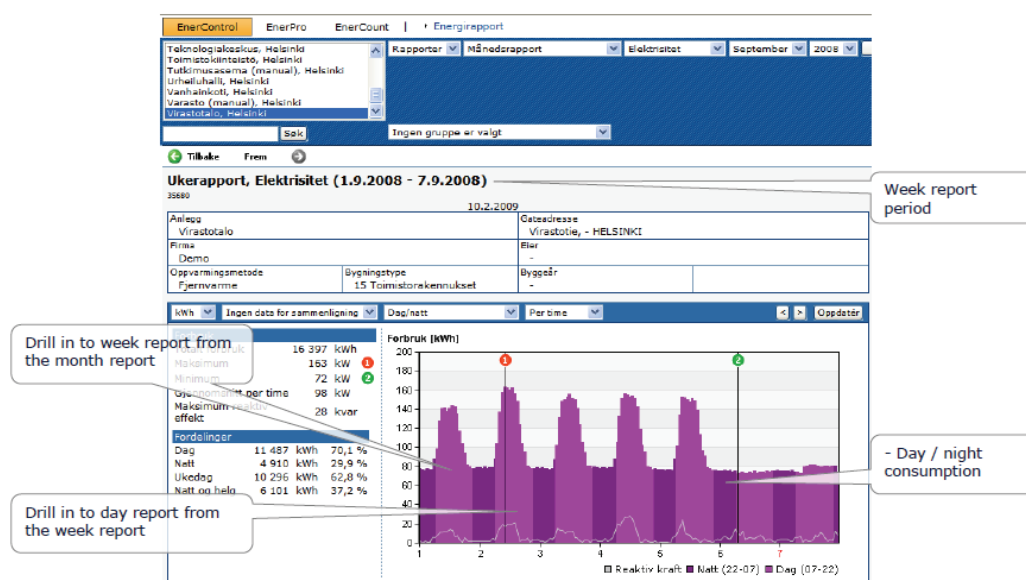 EnerControl EnerPro EnerCount | Energirapport
Teknologiakeskus, Helsinki
Toimistokiinteistö, Helsinki
Tutkimusasema (manual), Helsinki
Urheiluhalli, Helsinki
Vanhainkoti, Helsinki
Varasto (manual), Helsinki
Virastotalo, Helsinki
Rapporter Månedsrapport Elektrisitet September 2008
Søk
Ingen gruppe er valgt
Tilbake Frem
Ukerapport, Elektrisitet (1.9.2008 - 7.9.2008)
35680
10.2.2009
Week report
period
Anlegg Gateadresse
Virastotalo Virastotie, - HELSINKI
Firma Eier
Demo -
Oppvarmingsmetode Bygningstype Byggeår
Fjernvarme 15 Toimistorakennukset -
kWh Ingen data for sammenligning Dag/natt Per time < > Oppdatér
Drill in to week report from
the month report
Totalt forbruk 16 397 kWh
Maksimum 163 kW 1
Minimum 72 kW 2
Gjennomsnitt per time 98 kW
Maksimum reaktiv
effekt 28 kvar
Fordelinger
Dag 11 487 kWh 70,1 %
Natt 4 910 kWh 29,9 %
Ukedag 10 296 kWh 62,8 %
Natt og helg 6 101 kWh 37,2 %
Drill in to day report from
the week report
Forbruk [kWh]
200
180
160
140
120
100
80
60
40
20
0
1 2
1 2 3 4 5 6 7
Reaktiv kraft Natt (22-07) Dag (07-22)
- Day / night
consumption